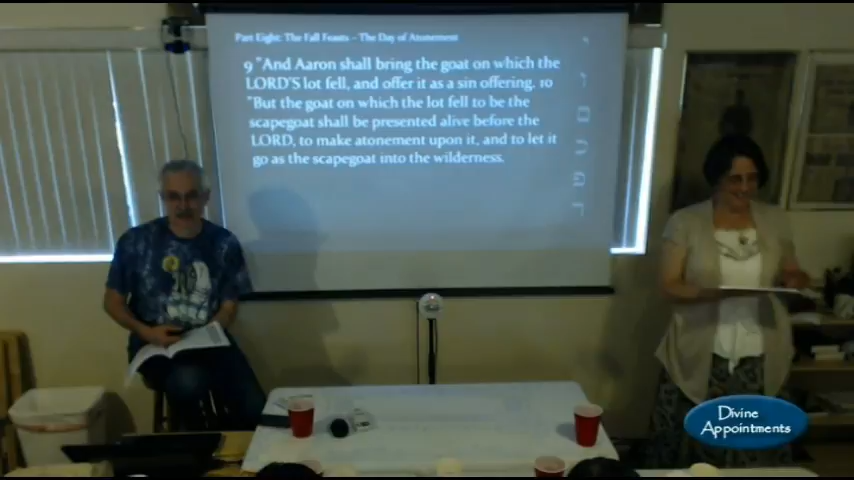 Part Eight: The Fall Feasts – The Day of Atonement
9 "And Aaron shall bring the goat on which the
LORD'S lot fell, and offer it as a sin offering. 10
"But the goat on which the lot fell to be the
scapegoat shall be presented alive before the
LORD, to make atonement upon it, and to let it
go as the scapegoat into the wilderness.
Divine
Appointments